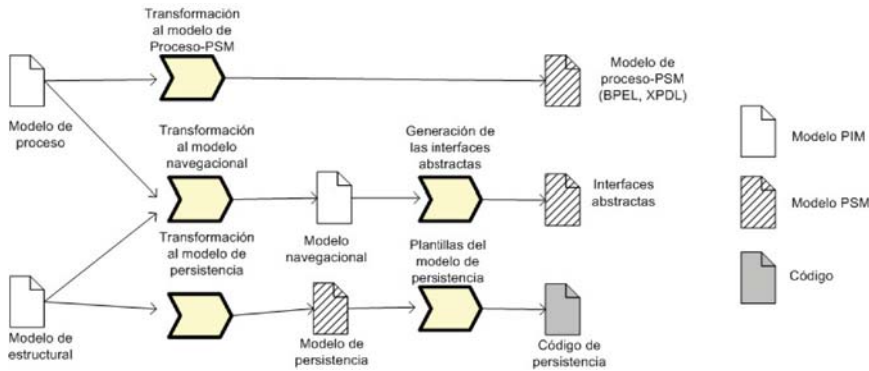 Transformación
al modelo de
Proceso-PSM
Modelo de
proceso-PSM
(BPEL, XPDL)
Modelo de
proceso
Transformación
al modelo
navegacional
Generación de
las interfaces
abstractas
Modelo PIM
Interfaces
abstractas
Modelo PSM
Transformación
al modelo de
persistencia
Modelo
navegacional
Plantillas del
modelo de
persistencia
Código
Modelo de
estructural
Modelo de
persistencia
Código de
persistencia